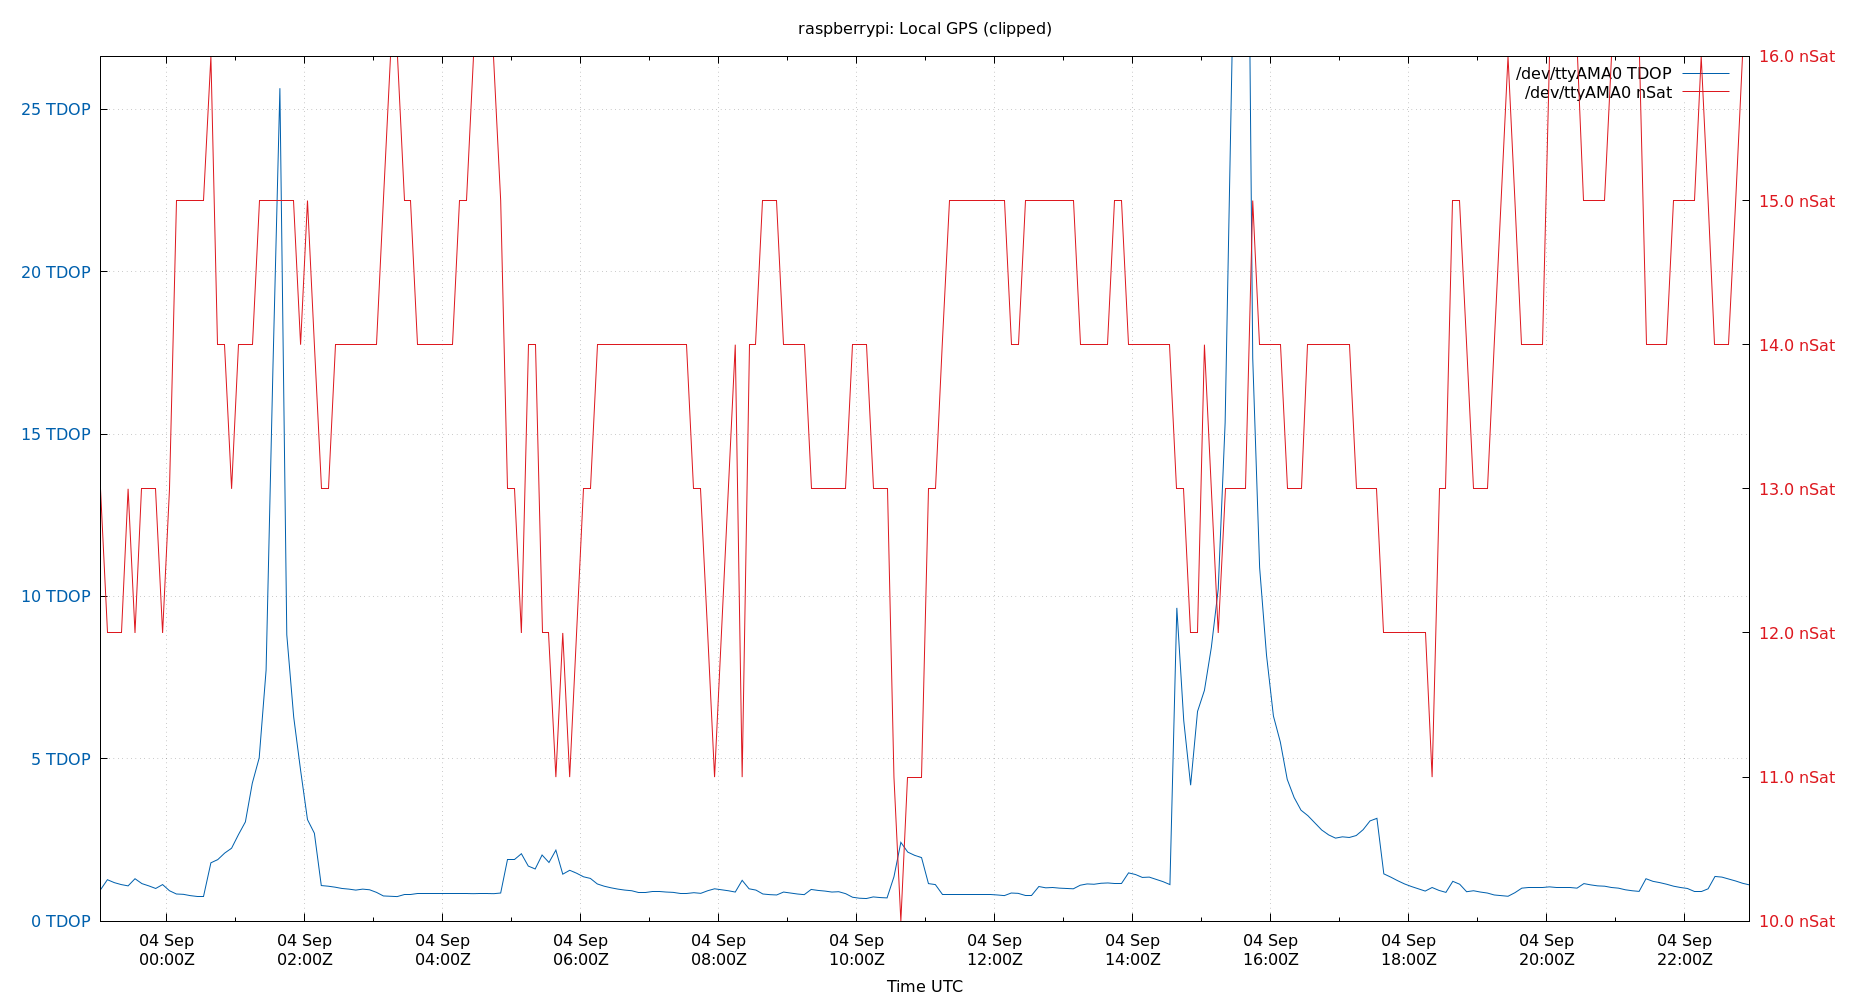 raspberrypi: Local GPS (clipped)
/dev/ttyAMA0 TDOP
/dev/ttyAMA0 nSat
25 TDOP
20 TDOP
15 TDOP
10 TDOP
5 TDOP
0 TDOP
16.0 nSat
15.0 nSat
14.0 nSat
13.0 nSat
12.0 nSat
11.0 nSat
10.0 nSat
04 Sep
00:00Z
04 Sep
02:00Z
04 Sep
04:00Z
04 Sep
06:00Z
04 Sep
08:00Z
04 Sep
10:00Z
04 Sep
12:00Z
04 Sep
14:00Z
04 Sep
16:00Z
04 Sep
18:00Z
04 Sep
20:00Z
04 Sep
22:00Z
Time UTC